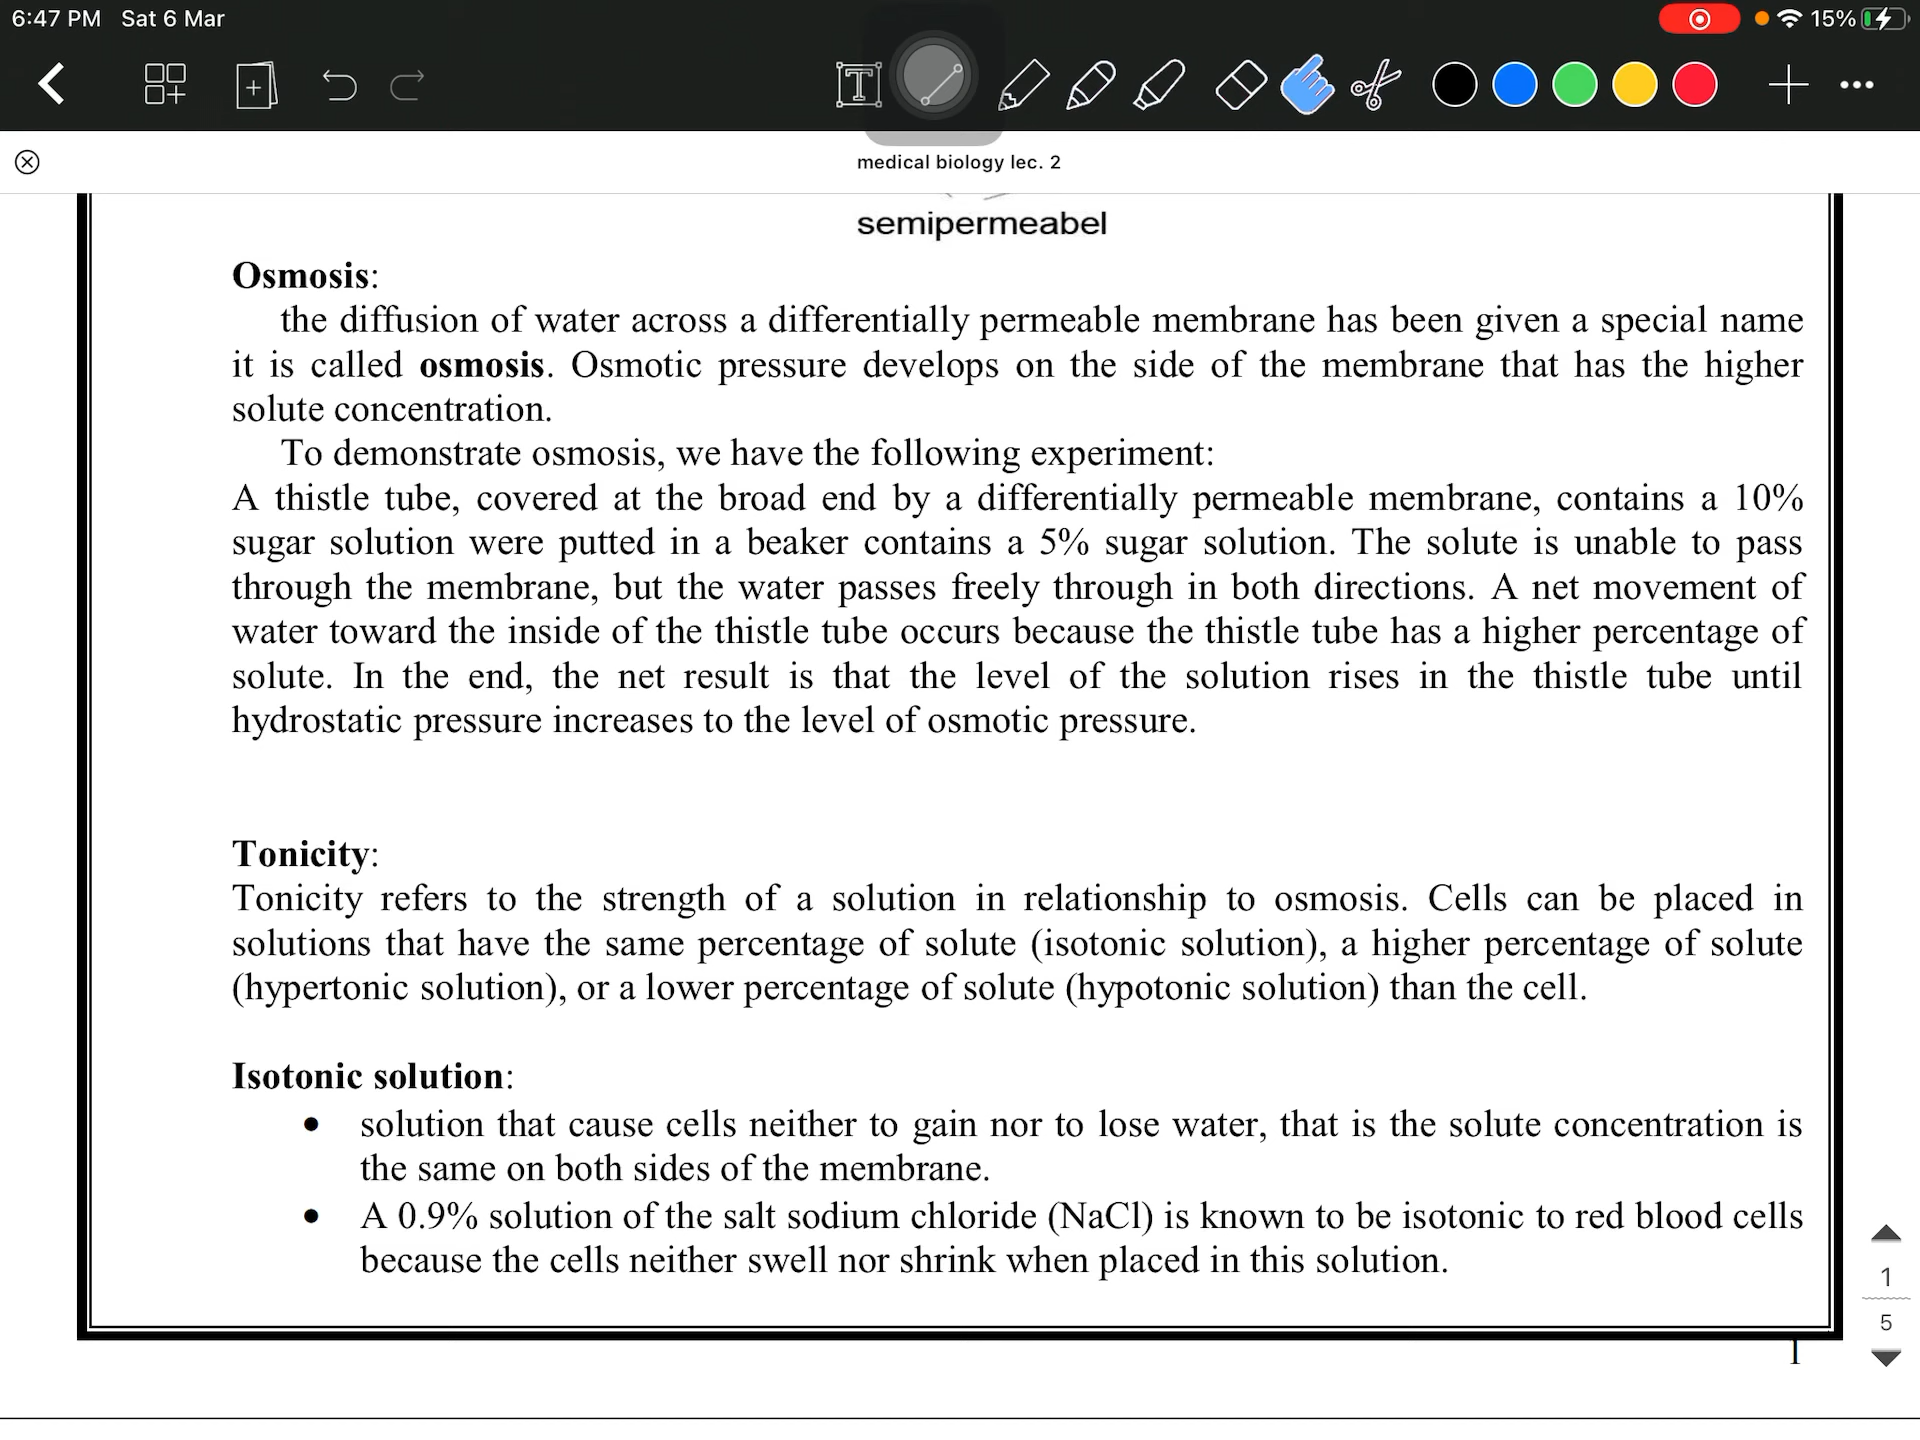 6:47 PM Sat 6 Mar
15%
T
medical biology lec. 2
semipermeabel
Osmosis:
the diffusion of water across a differentially permeable membrane has been given a special name
it is called osmosis. Osmotic pressure develops on the side of the membrane that has the higher
solute concentration.
To demonstrate osmosis, we have the following experiment:
A thistle tube, covered at the broad end by a differentially permeable membrane, contains a 10%
sugar solution were putted in a beaker contains a 5% sugar solution. The solute is unable to pass
through the membrane, but the water passes freely through in both directions. A net movement of
water toward the inside of the thistle tube occurs because the thistle tube has a higher percentage of
solute. In the end, the net result is that the level of the solution rises in the thistle tube until
hydrostatic pressure increases to the level of osmotic pressure.
Tonicity:
Tonicity refers to the strength of a solution in relationship to osmosis. Cells can be placed in
solutions that have the same percentage of solute (isotonic solution), a higher percentage of solute
(hypertonic solution), or a lower percentage of solute (hypotonic solution) than the cell.
Isotonic solution:
• solution that cause cells neither to gain nor to lose water, that is the solute concentration is
the same on both sides of the membrane.
• A 0.9% solution of the salt sodium chloride (NaCl) is known to be isotonic to red blood cells
because the cells neither swell nor shrink when placed in this solution.
1
5
1